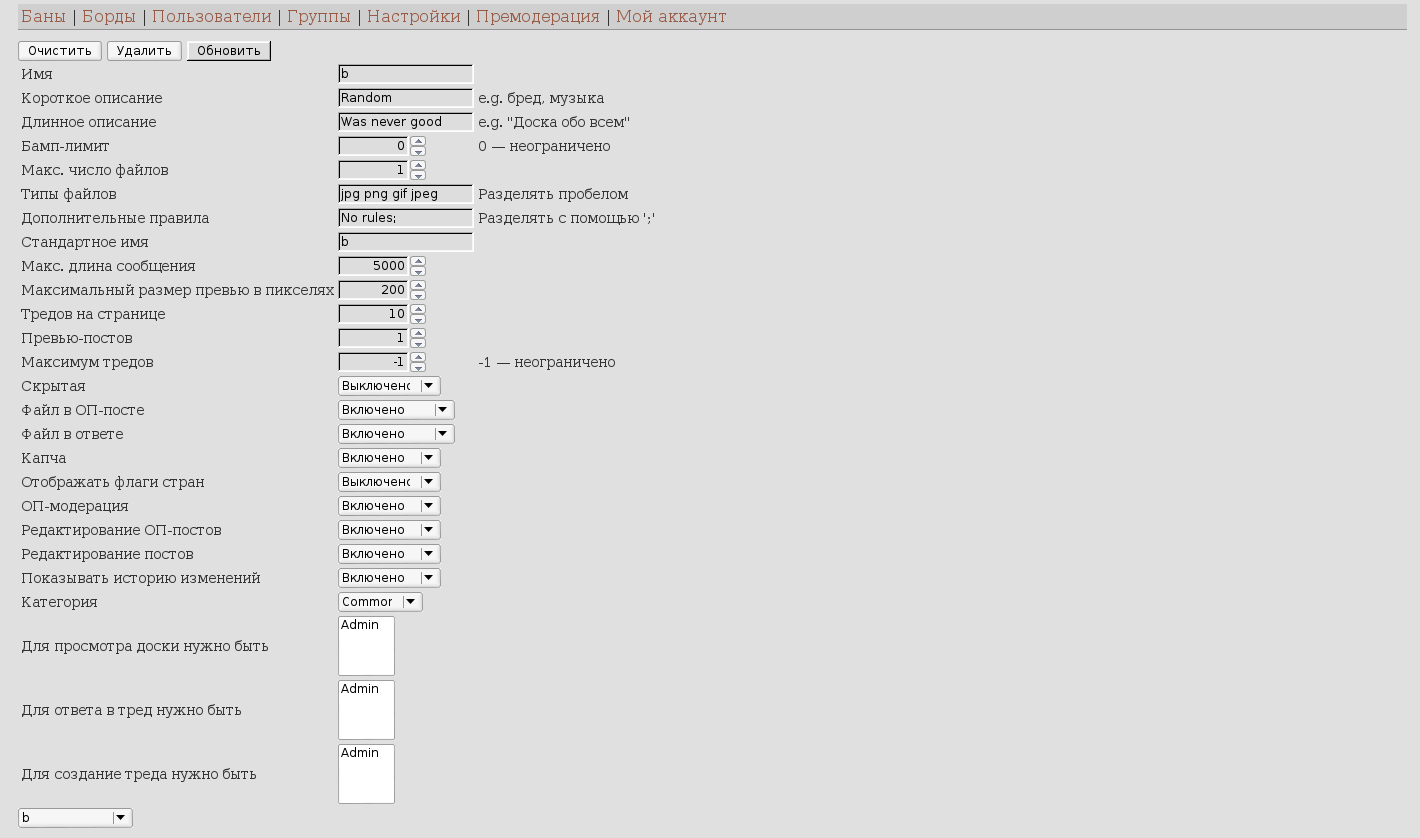 Баны | Борды | Пользователи | Группы | Настройки | Премодерация | Мой аккаунт
Очистить Удалить Обновить
Имя b
Короткое описание Random e.g. бред, музыка
Длинное описание Was never good e.g. "Доска обо всем"
Бамп-лимит 0 0 — неограничено
Макс. число файлов 1
Типы файлов jpg png gif jpeg Разделять пробелом
Дополнительные правила No rules; Разделять с помощью ';'
Стандартное имя b
Макс. длина сообщения 5000
Максимальный размер превью в пикселях 200
Тредов на странице 10
Превью-постов 1
Максимум тредов -1 -1 — неограничено
Скрытая Выключено
Файл в ОП-посте Включено
Файл в ответе Включено
Капча Включено
Отображать флаги стран Выключено
ОП-модерация Включено
Редактирование ОП-постов Включено
Редактирование постов Включено
Показывать историю изменений Включено
Категория Common
Для просмотра доски нужно быть Admin
Для ответа в тред нужно быть Admin
Для создание треда нужно быть Admin
b